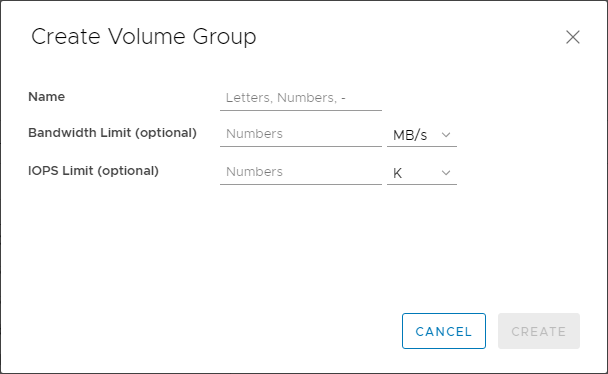 Create Volume Group
Name Letters, Numbers, -
Bandwidth Limit (optional) Numbers MB/s
IOPS Limit (optional) Numbers K
CANCEL CREATE